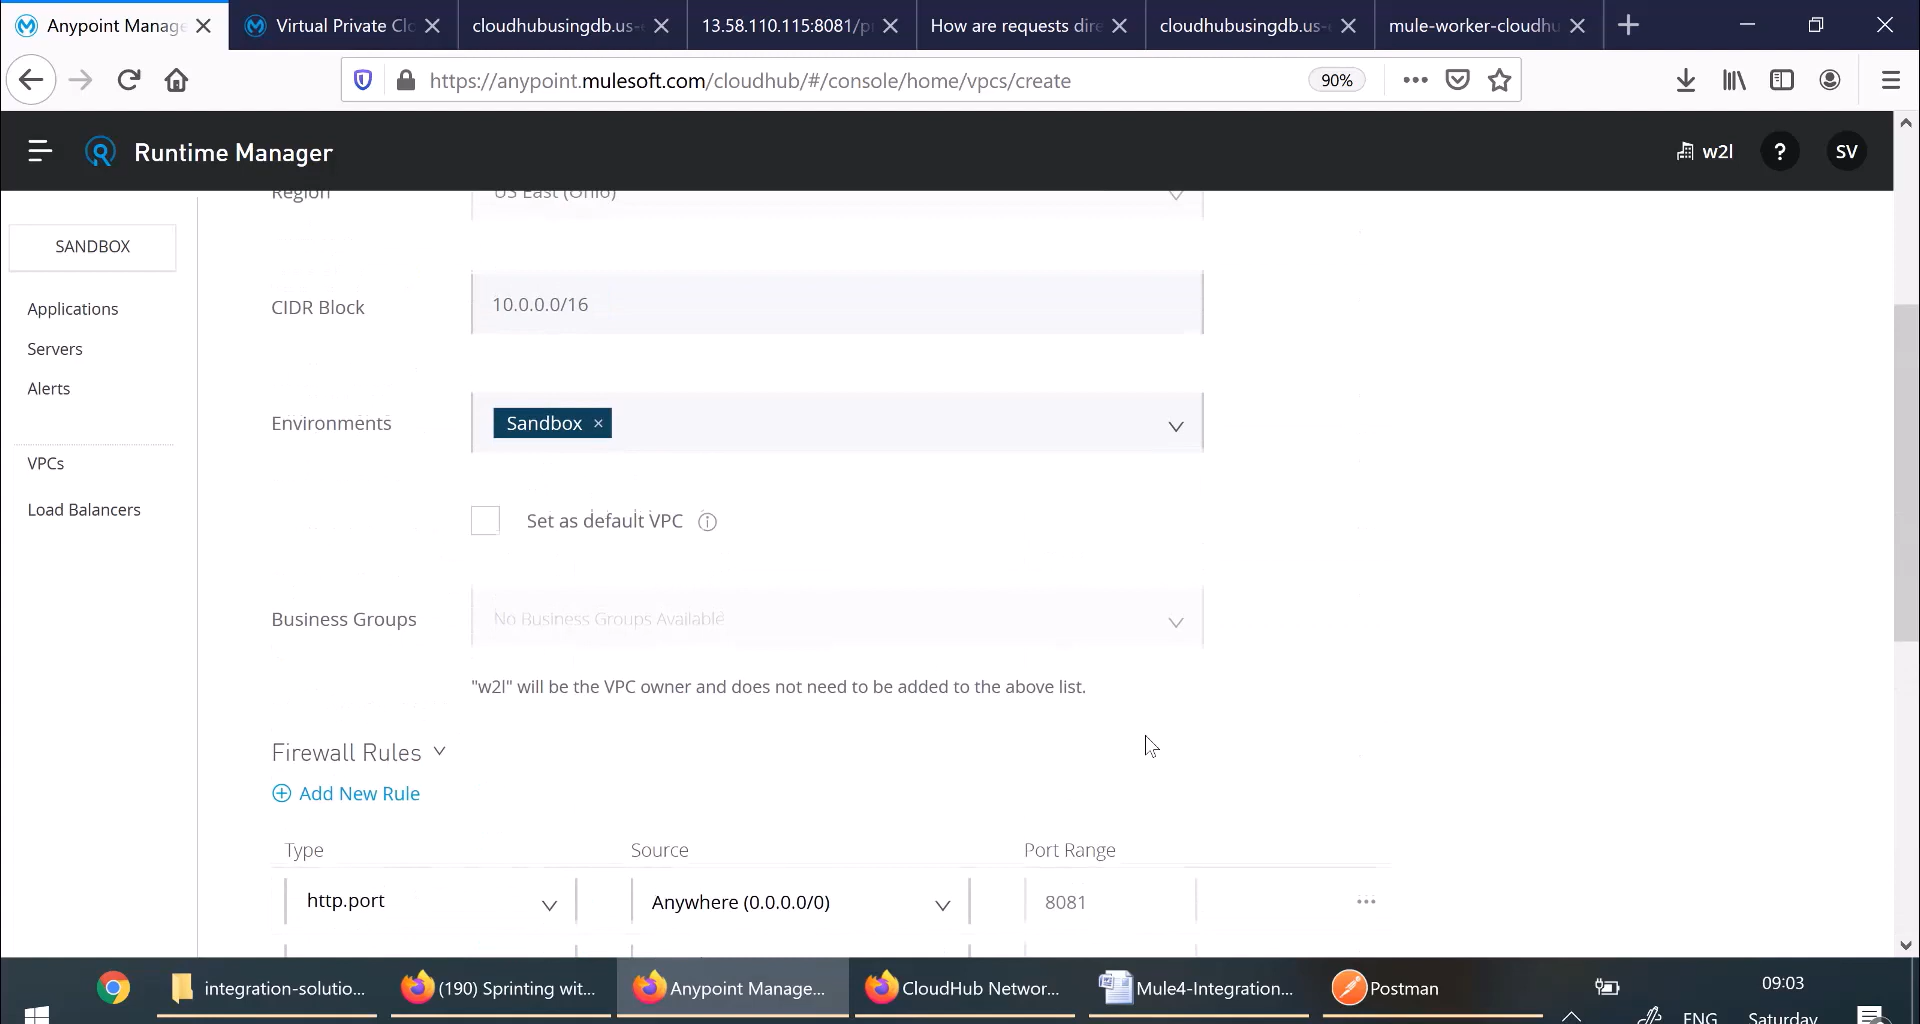 Anypoint Manage
Virtual Private Clo
cloudhubusingdb.us-
13.58.110.115:8081/p
How are requests dire
cloudhubusingdb.us-
mule-worker-cloudhu
https://anypoint.mulesoft.com/cloudhub/#/console/home/vpcs/create
90%
Runtime Manager
w2l
?
SV
Region
US East (Ohio)
SANDBOX
Applications
Servers
Alerts
VPCs
Load Balancers
CIDR Block
10.0.0.0/16
Environments
Sandbox ×
Set as default VPC
Business Groups
No Business Groups Available
"w2l" will be the VPC owner and does not need to be added to the above list.
Firewall Rules
Add New Rule
Type
Source
Port Range
http.port
Anywhere (0.0.0.0/0)
8081
integration-solutio...
(190) Sprinting wit...
Anypoint Manage...
CloudHub Networ...
Mule4-Integration...
Postman
09:03
ENG
Saturday